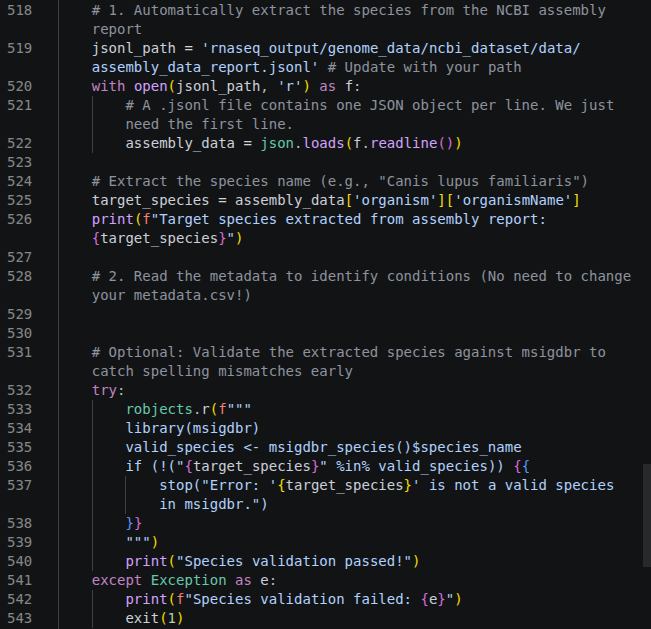 518 # 1. Automatically extract the species from the NCBI assembly
report
519 jsonl_path = 'rnaseq_output/genome_data/ncbi_dataset/data/
assembly_data_report.jsonl' # Update with your path
520 with open(jsonl_path, 'r') as f:
521 # A .jsonl file contains one JSON object per line. We just
need the first line.
522 assembly_data = json.loads(f.readline())
523
524 # Extract the species name (e.g., "Canis lupus familiaris")
525 target_species = assembly_data['organism']['organismName']
526 print(f"Target species extracted from assembly report:
{target_species}")
527
528 # 2. Read the metadata to identify conditions (No need to change
your metadata.csv!)
529
530
531 # Optional: Validate the extracted species against msigdbr to
catch spelling mismatches early
532 try:
533 robjects.r(f"""
534 library(msigdbr)
535 valid_species <- msigdbr_species()$species_name
536 if (!("{target_species}" %in% valid_species)) {{
537 stop("Error: '{target_species}' is not a valid species
in msigdbr.")
538 }}
539 """)
540 print("Species validation passed!")
541 except Exception as e:
542 print(f"Species validation failed: {e}")
543 exit(1)